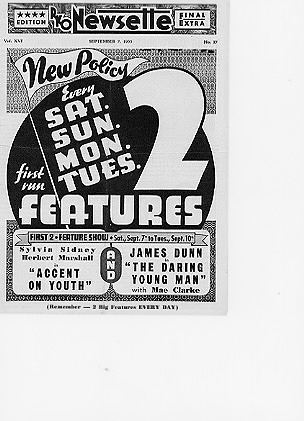 ★★★★ EDITION RKO Newsette FINAL EXTRA
Vol. XVI SEPTEMBER 7, 1935 No. 37
New Policy
Every
SAT.
SUN.
MON.
TUES.
2
first run
FEATURES
FIRST 2-FEATURE SHOW • Sat., Sept. 7th to Tues., Sept. 10th
Sylvia Sidney
Herbert Marshall
in
"ACCENT
ON YOUTH"
AND
JAMES DUNN
in
"THE DARING
YOUNG MAN"
with Mae Clarke
(Remember — 2 Big Features EVERY DAY)